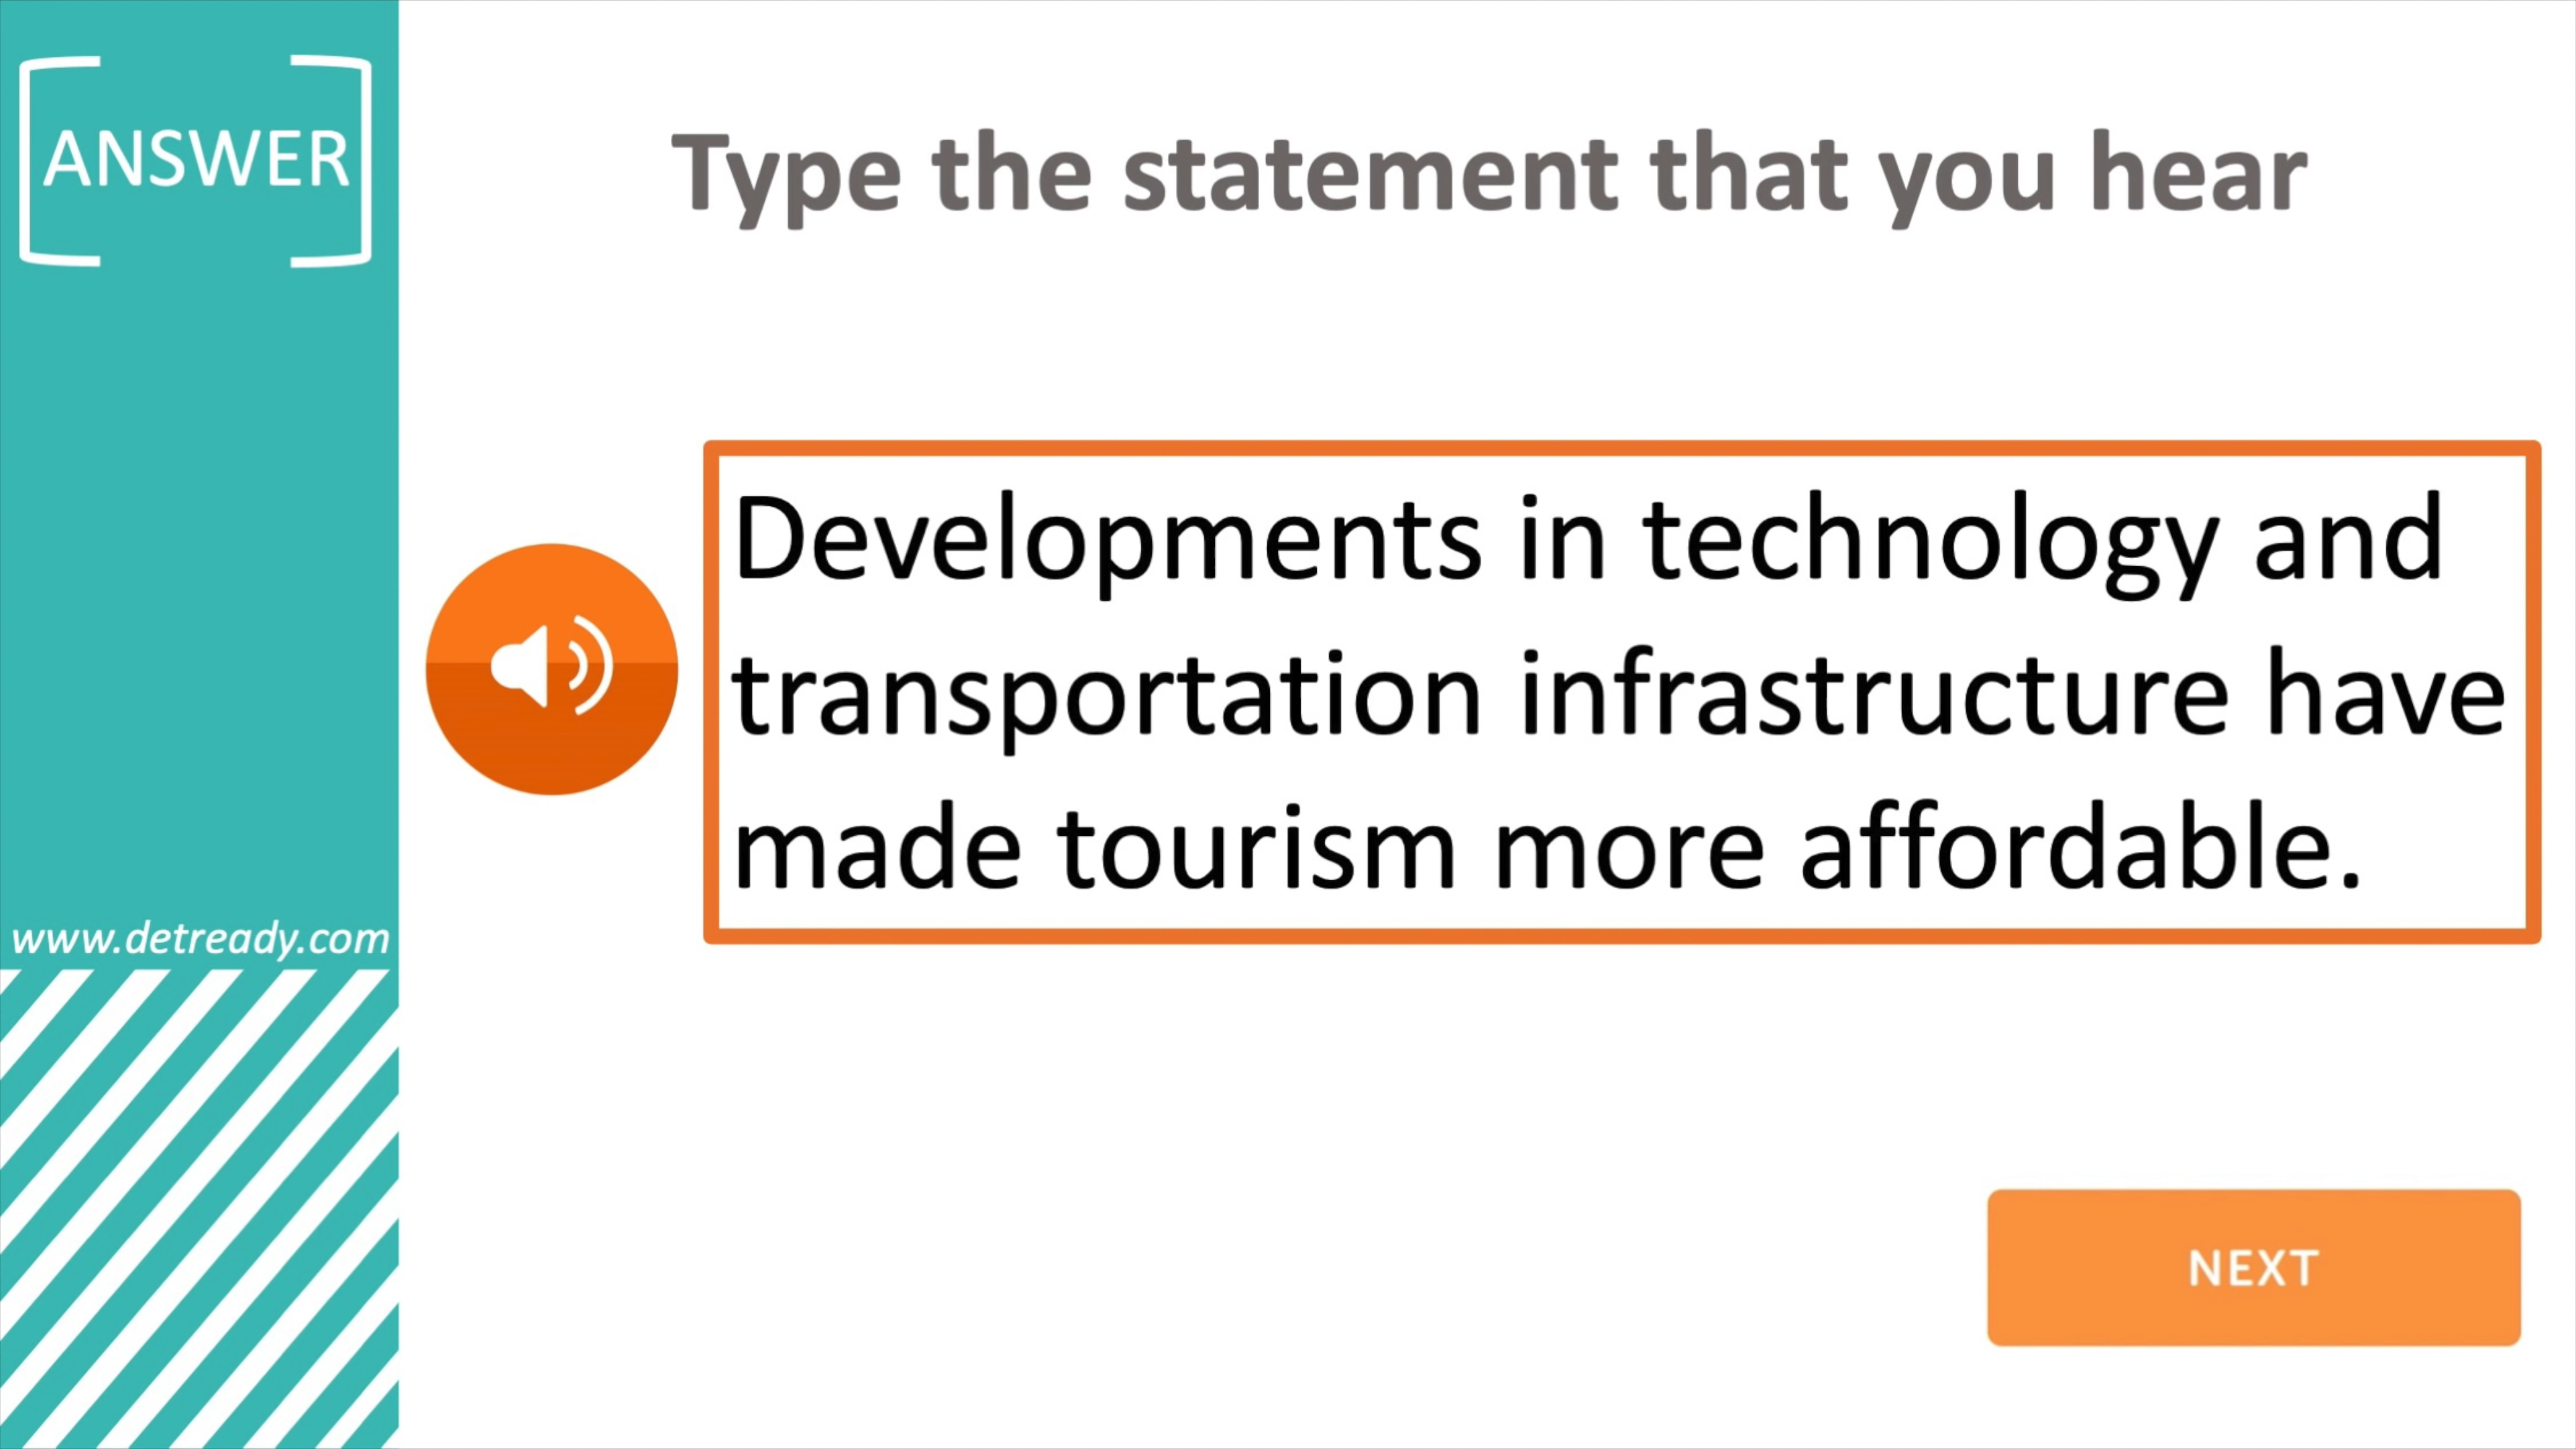 ANSWER
Type the statement that you hear
Developments in technology and
transportation infrastructure have
made tourism more affordable.
www.detready.com
NEXT